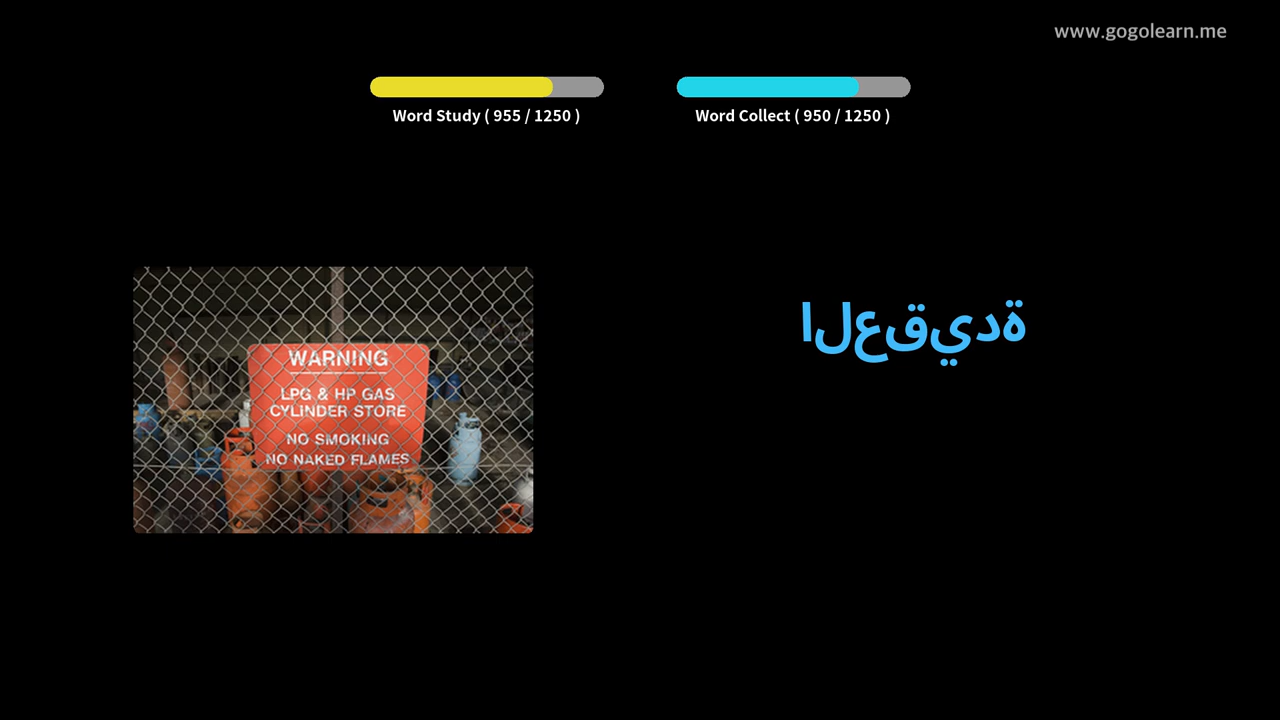 www.gogolearn.me
Word Study ( 955 / 1250 )
Word Collect ( 950 / 1250 )
العقيدة
WARNING
LPG & HP GAS
CYLINDER STORE
NO SMOKING
NO NAKED FLAMES